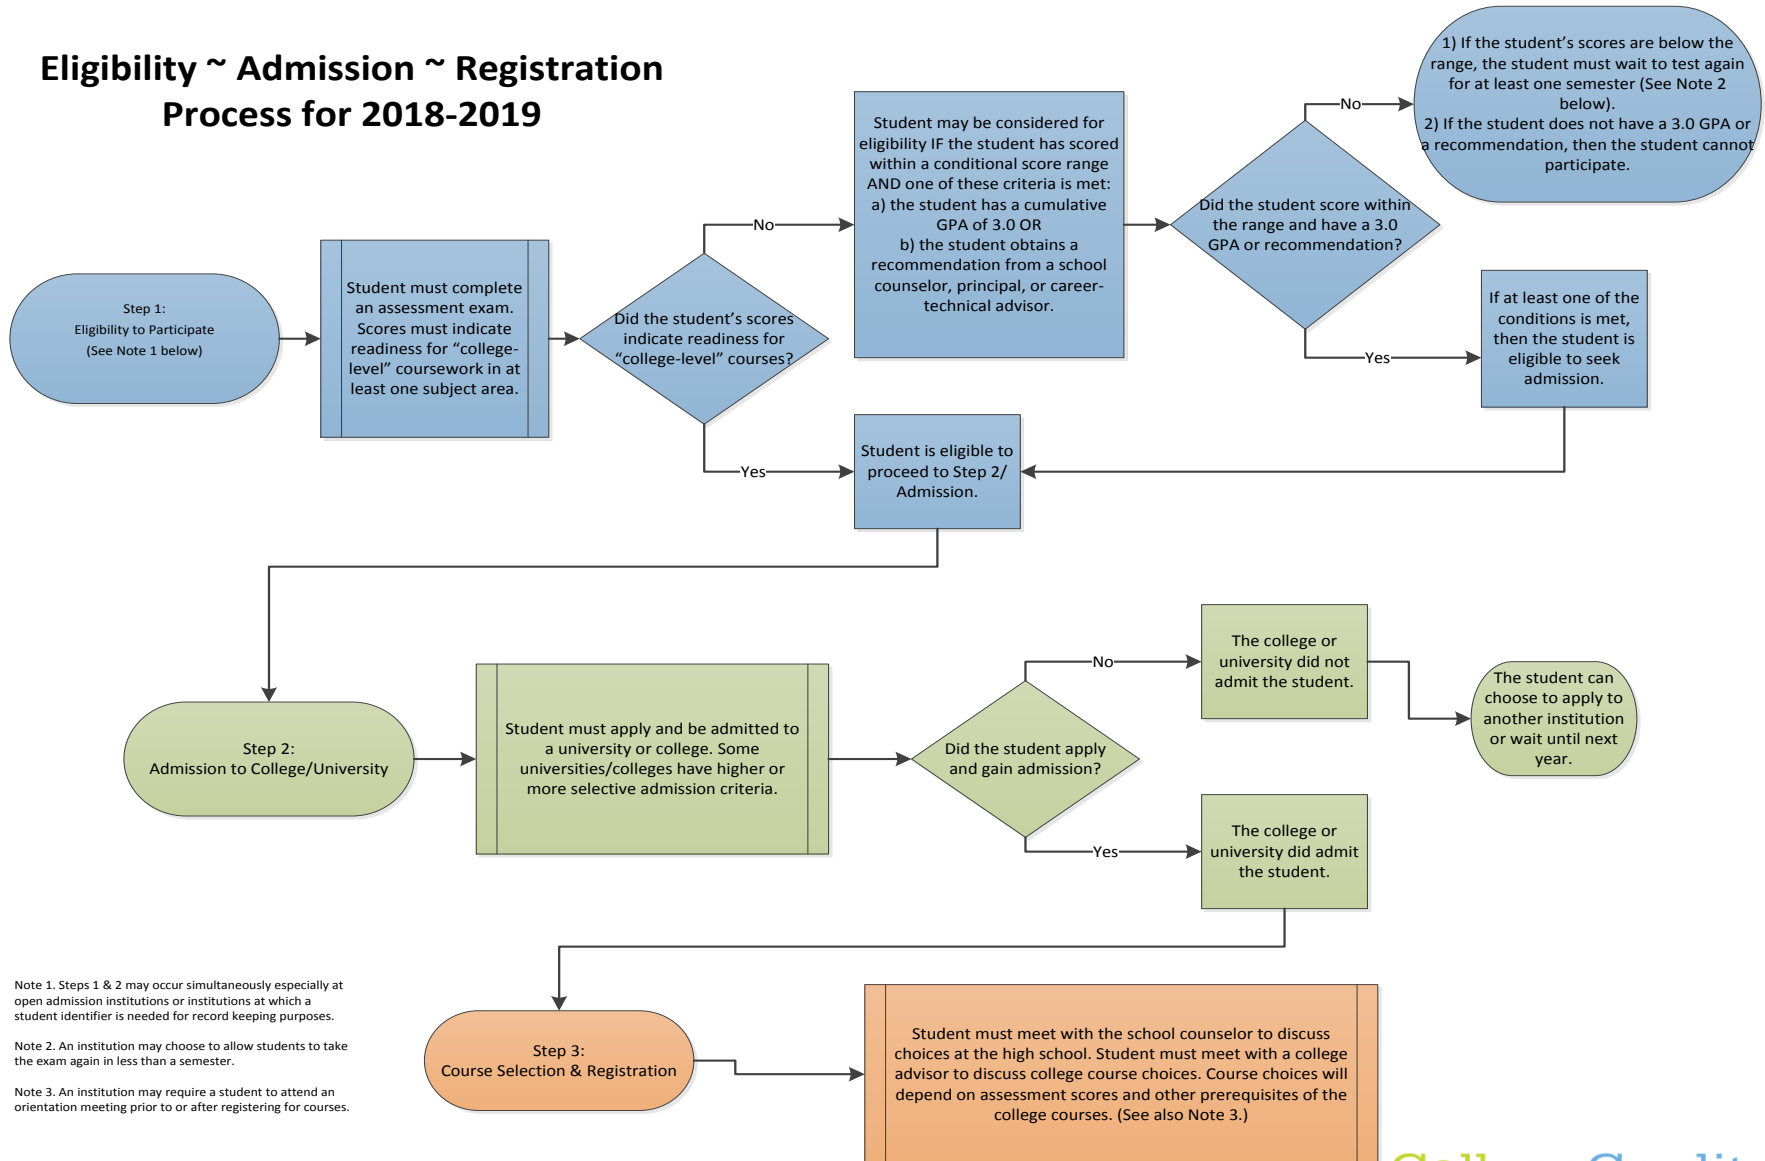 Eligibility ~ Admission ~ Registration
Process for 2018-2019
Step 1:
Eligibility to Participate
(See Note 1 below)
Student must complete
an assessment exam.
Scores must indicate
readiness for “college-
level” coursework in at
least one subject area.
Did the student’s scores
indicate readiness for
“college-level” courses?
No
Yes
Student may be considered for
eligibility IF the student has scored
within a conditional score range
AND one of these criteria is met:
a) the student has a cumulative
GPA of 3.0 OR
b) the student obtains a
recommendation from a school
counselor, principal, or career-
technical advisor.
Did the student score within
the range and have a 3.0
GPA or recommendation?
No
1) If the student’s scores are below the
range, the student must wait to test again
for at least one semester (See Note 2
below).
2) If the student does not have a 3.0 GPA or
a recommendation, then the student cannot
participate.
Yes
If at least one of the
conditions is met,
then the student is
eligible to seek
admission.
Student is eligible to
proceed to Step 2/
Admission.
Step 2:
Admission to College/University
Student must apply and be admitted to
a university or college. Some
universities/colleges have higher or
more selective admission criteria.
Did the student apply
and gain admission?
No
The college or
university did not
admit the student.
The student can
choose to apply to
another institution
or wait until next
year.
Yes
The college or
university did admit
the student.
Step 3:
Course Selection & Registration
Student must meet with the school counselor to discuss
choices at the high school. Student must meet with a college
advisor to discuss college course choices. Course choices will
depend on assessment scores and other prerequisites of the
college courses. (See also Note 3.)
Note 1. Steps 1 & 2 may occur simultaneously especially at
open admission institutions or institutions at which a
student identifier is needed for record keeping purposes.
Note 2. An institution may choose to allow students to take
the exam again in less than a semester.
Note 3. An institution may require a student to attend an
orientation meeting prior to or after registering for courses.